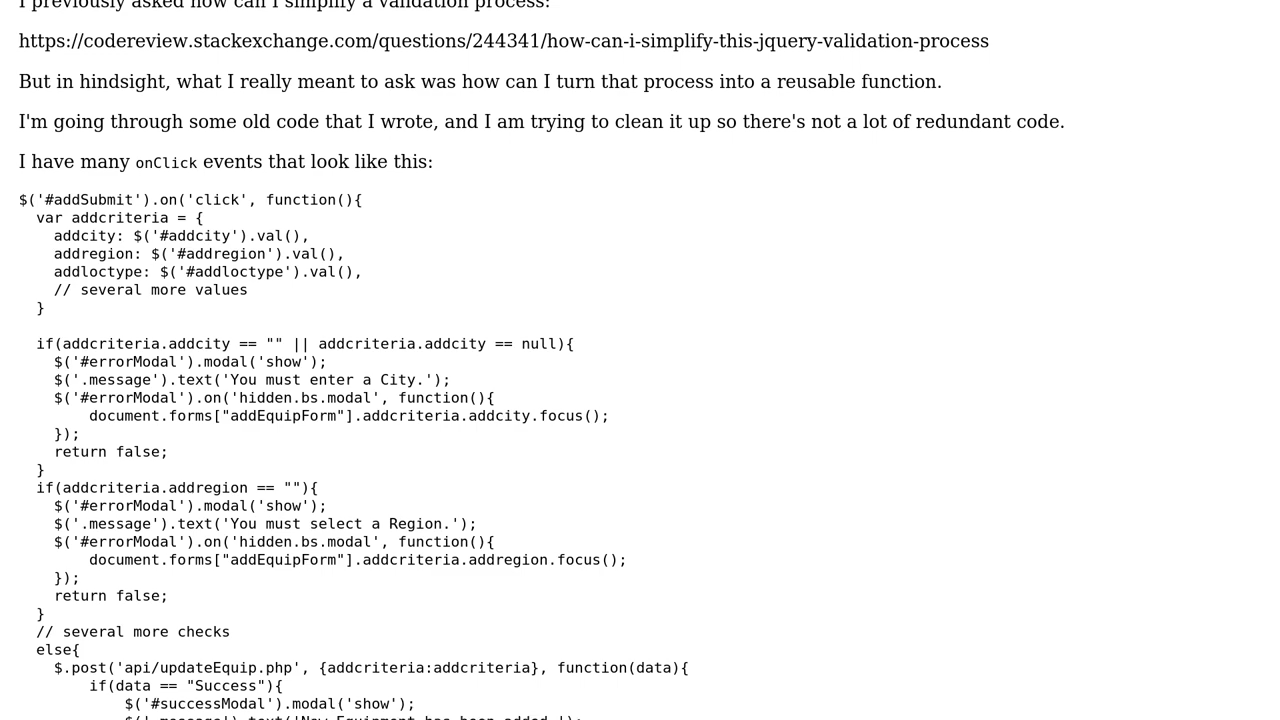 I previously asked how can I simplify a validation process:
https://codereview.stackexchange.com/questions/244341/how-can-i-simplify-this-jquery-validation-process
But in hindsight, what I really meant to ask was how can I turn that process into a reusable function.
I'm going through some old code that I wrote, and I am trying to clean it up so there's not a lot of redundant code.
I have many onClick events that look like this:
$('#addSubmit').on('click', function(){
  var addcriteria = {
    addcity: $('#addcity').val(),
    addregion: $('#addregion').val(),
    addloctype: $('#addloctype').val(),
    // several more values
  }

  if(addcriteria.addcity == "" || addcriteria.addcity == null){
    $('#errorModal').modal('show');
    $('.message').text('You must enter a City.');
    $('#errorModal').on('hidden.bs.modal', function(){
        document.forms["addEquipForm"].addcriteria.addcity.focus();
    });
    return false;
  }
  if(addcriteria.addregion == ""){
    $('#errorModal').modal('show');
    $('.message').text('You must select a Region.');
    $('#errorModal').on('hidden.bs.modal', function(){
        document.forms["addEquipForm"].addcriteria.addregion.focus();
    });
    return false;
  }
  // several more checks
  else{
    $.post('api/updateEquip.php', {addcriteria:addcriteria}, function(data){
        if(data == "Success"){
            $('#successModal').modal('show');
            $('.message').text('New Equipment has been added.');